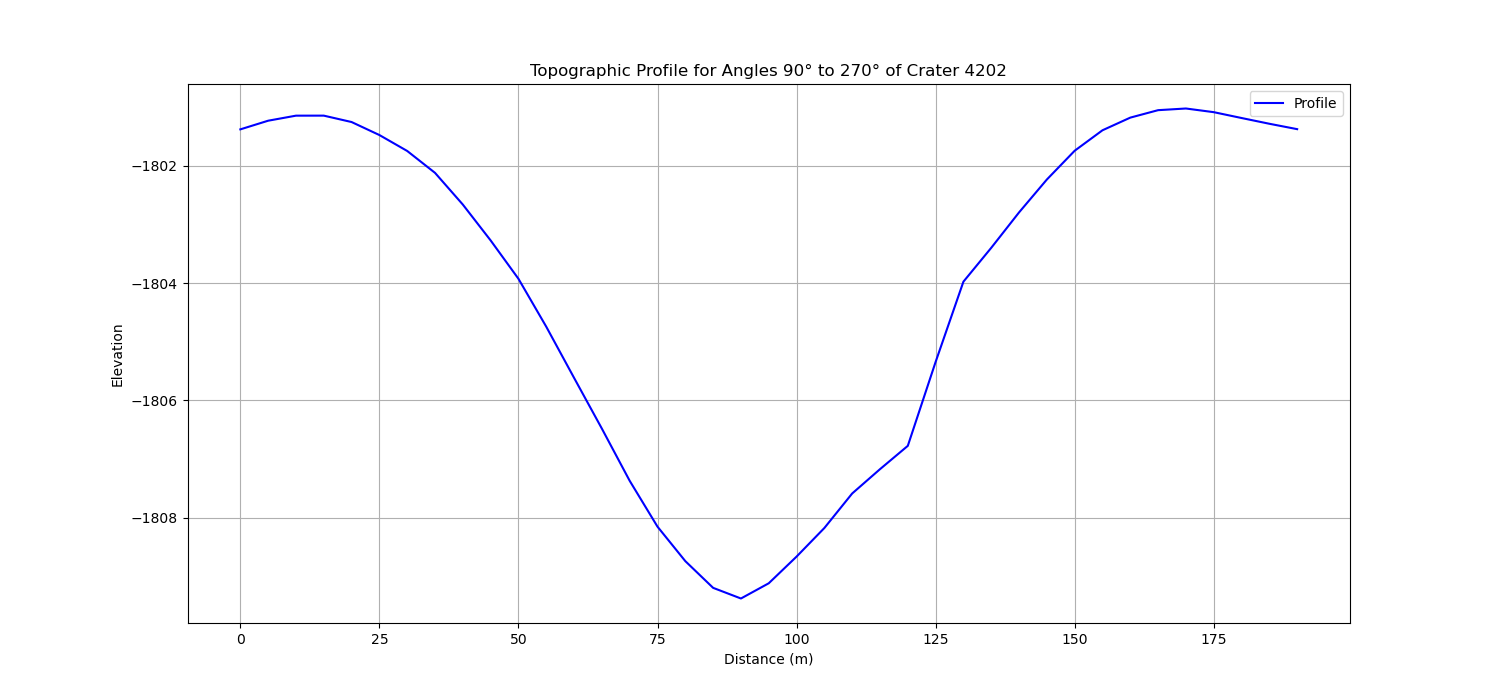 Topographic Profile for Angles 90° to 270° of Crater 4202
Profile
−1802
−1804
−1806
−1808
Elevation
0 25 50 75 100 125 150 175
Distance (m)